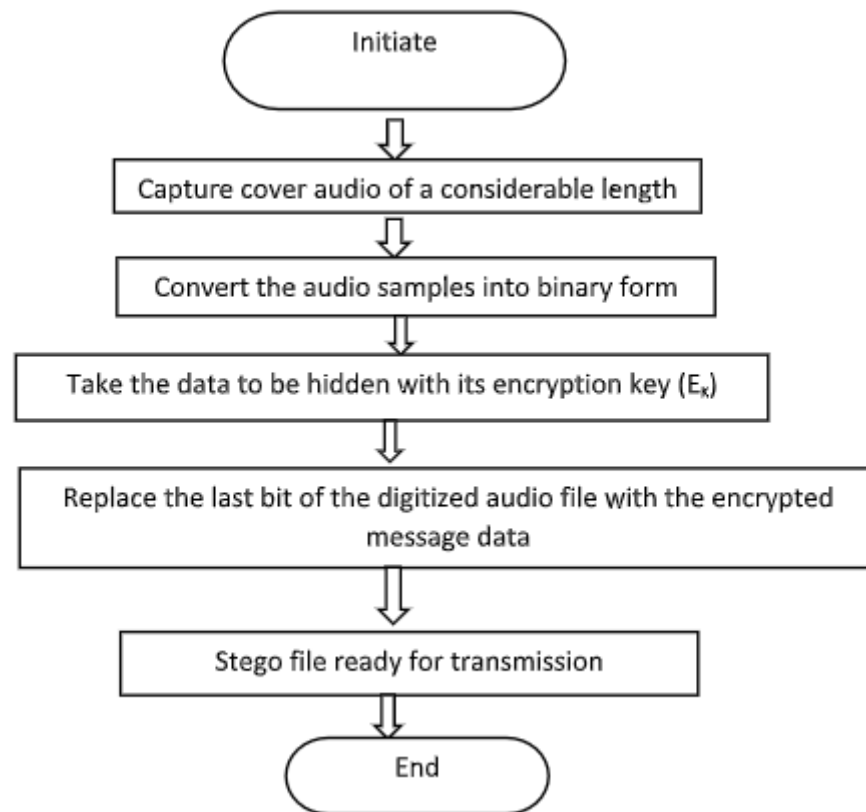 Initiate
Capture cover audio of a considerable length
Convert the audio samples into binary form
Take the data to be hidden with its encryption key (Eₖ)
Replace the last bit of the digitized audio file with the encrypted
message data
Stego file ready for transmission
End